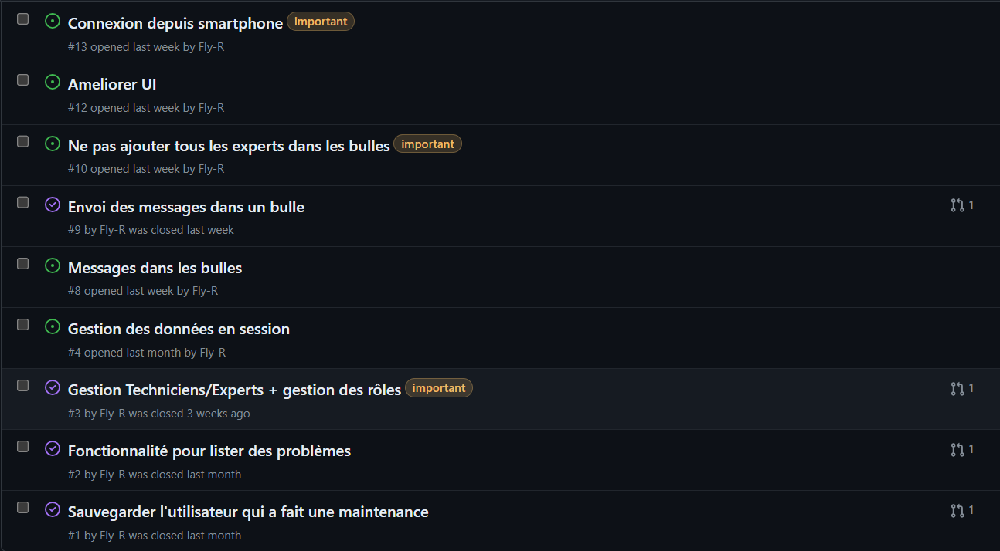 Connexion depuis smartphone important
#13 opened last week by Fly-R
Ameliorer UI
#12 opened last week by Fly-R
Ne pas ajouter tous les experts dans les bulles important
#10 opened last week by Fly-R
Envoi des messages dans un bulle 1
#9 by Fly-R was closed last week
Messages dans les bulles
#8 opened last week by Fly-R
Gestion des données en session
#4 opened last month by Fly-R
Gestion Techniciens/Experts + gestion des rôles important 1
#3 by Fly-R was closed 3 weeks ago
Fonctionnalité pour lister des problèmes 1
#2 by Fly-R was closed last month
Sauvegarder l'utilisateur qui a fait une maintenance 1
#1 by Fly-R was closed last month